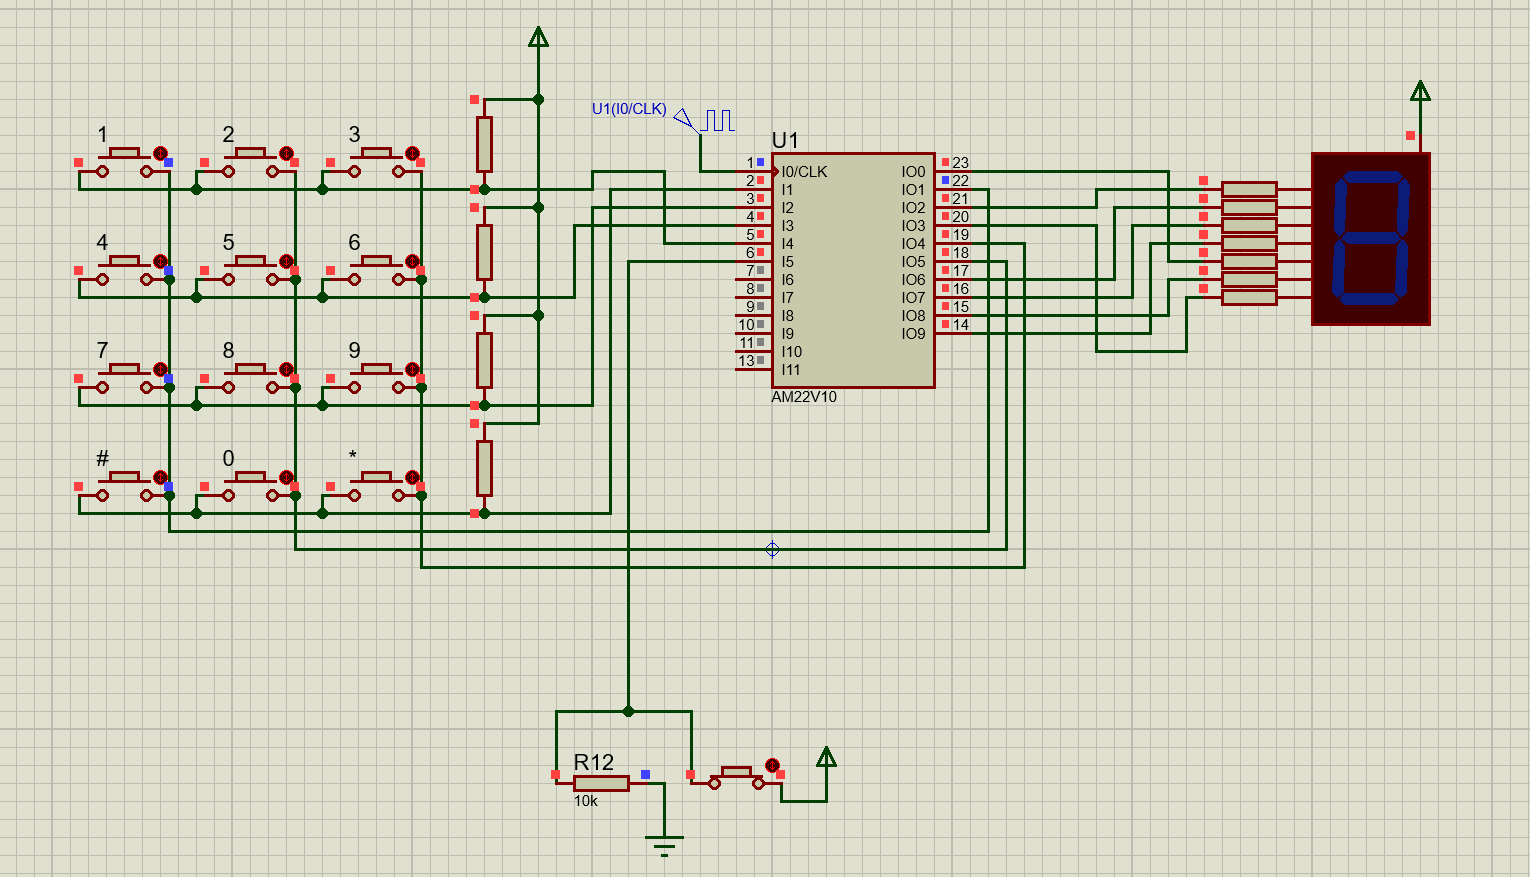 U1(I0/CLK)
1 2 3
4 5 6
7 8 9
# 0 *
U1
1 I0/CLK IO0 23
2 I1 IO1 22
3 I2 IO2 21
4 I3 IO3 20
5 I4 IO4 19
6 I5 IO5 18
7 I6 IO6 17
8 I7 IO7 16
9 I8 IO8 15
10 I9 IO9 14
11 I10
13 I11
AM22V10
R12
10k